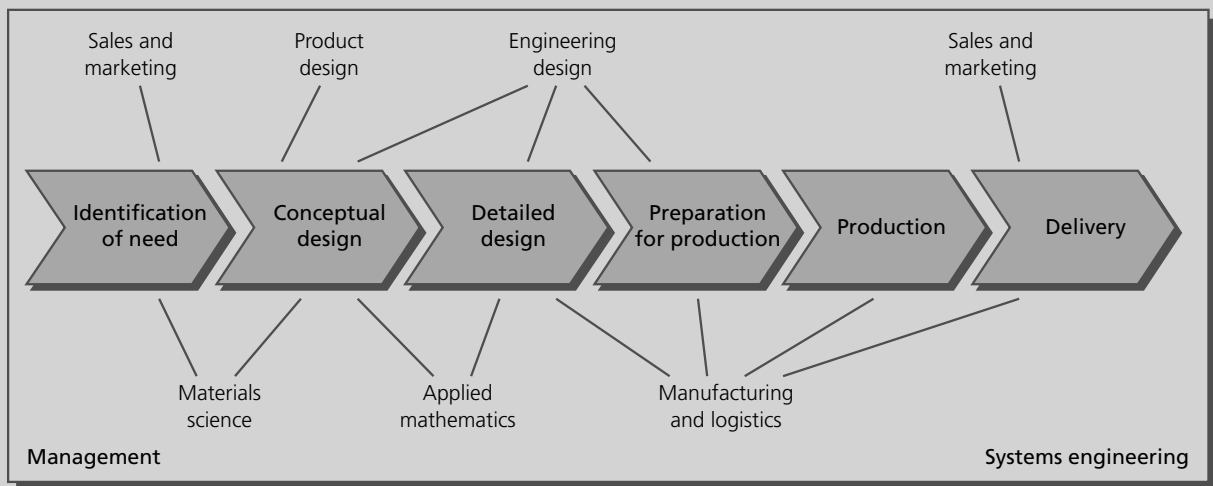 Sales and
marketing
Product
design
Engineering
design
Sales and
marketing
Identification
of need
Conceptual
design
Detailed
design
Preparation
for production
Production
Delivery
Materials
science
Applied
mathematics
Manufacturing
and logistics
Management
Systems engineering